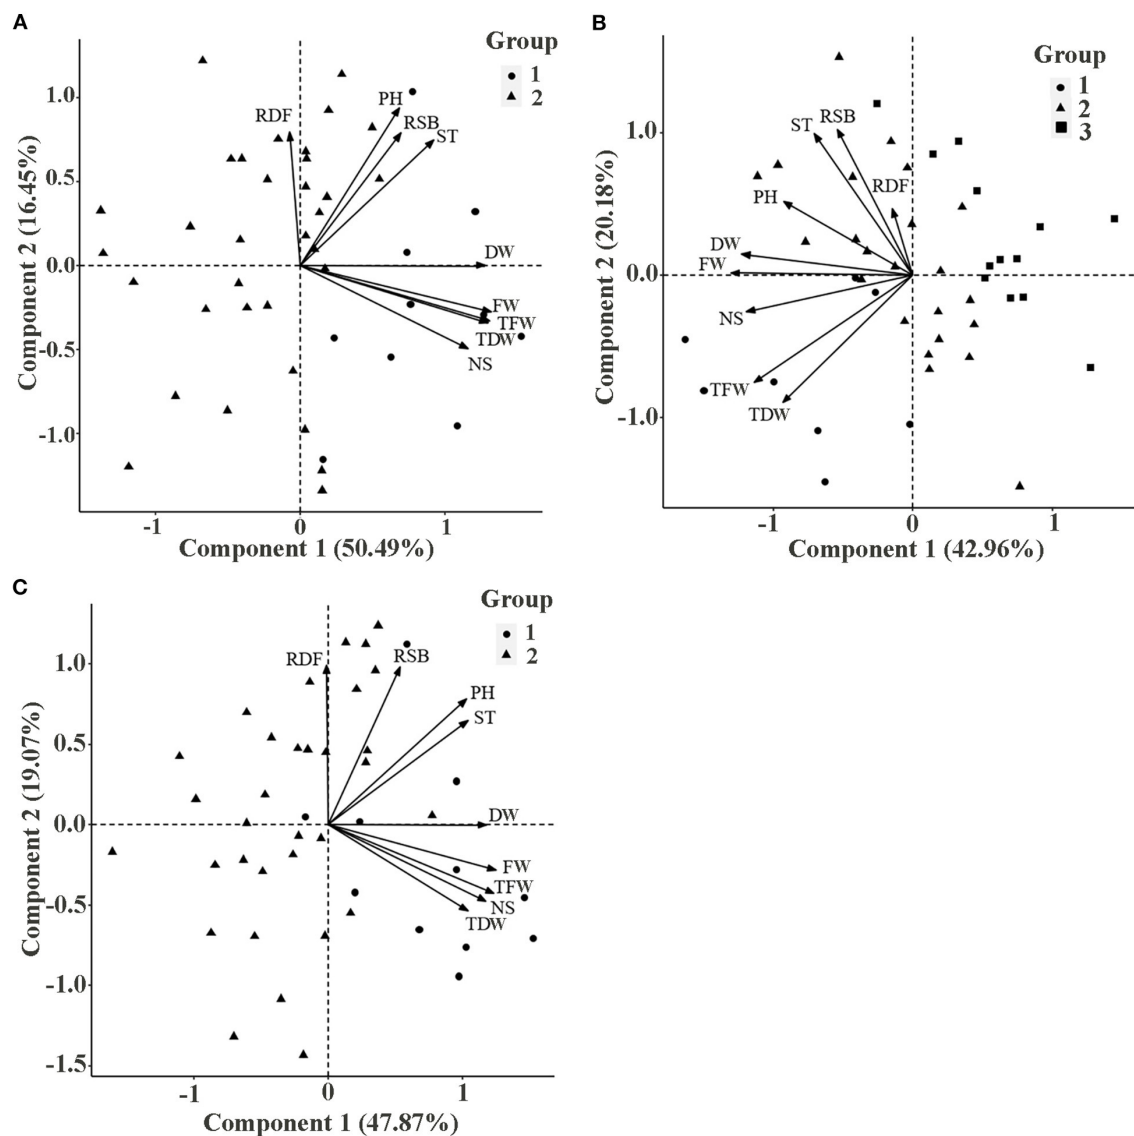 A
Group
1
2
PH
RDF
RSB
ST
DW
FW
TFW
TDW
NS
1.0
0.5
0.0
-0.5
-1.0
Component 2 (16.45%)
-1
0
1
Component 1 (50.49%)
B
Group
1
2
3
ST
RSB
RDF
PH
DW
FW
NS
TFW
TDW
1.0
0.0
-1.0
Component 2 (20.18%)
-1
0
1
Component 1 (42.96%)
C
Group
1
2
RDF
RSB
PH
ST
DW
FW
TFW
NS
TDW
1.0
0.5
0.0
-0.5
-1.0
-1.5
Component 2 (19.07%)
-1
0
1
Component 1 (47.87%)